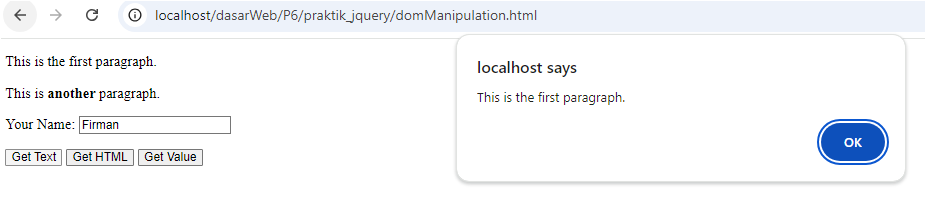 localhost/dasarWeb/P6/praktik_jquery/domManipulation.html
This is the first paragraph.
This is another paragraph.
Your Name: Firman
Get Text Get HTML Get Value
localhost says
This is the first paragraph.
OK